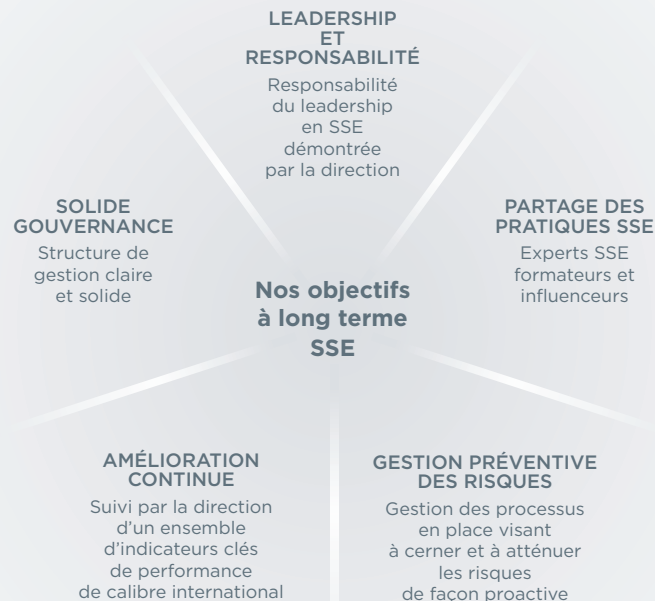 LEADERSHIP
ET
RESPONSABILITÉ
Responsabilité
du leadership
en SSE
démontrée
par la direction
SOLIDE
GOUVERNANCE
Structure de
gestion claire
et solide
PARTAGE DES
PRATIQUES SSE
Experts SSE
formateurs et
influenceurs
Nos objectifs
à long terme
SSE
AMÉLIORATION
CONTINUE
Suivi par la direction
d’un ensemble
d’indicateurs clés
de performance
de calibre international
GESTION PRÉVENTIVE
DES RISQUES
Gestion des processus
en place visant
à cerner et à atténuer
les risques
de façon proactive